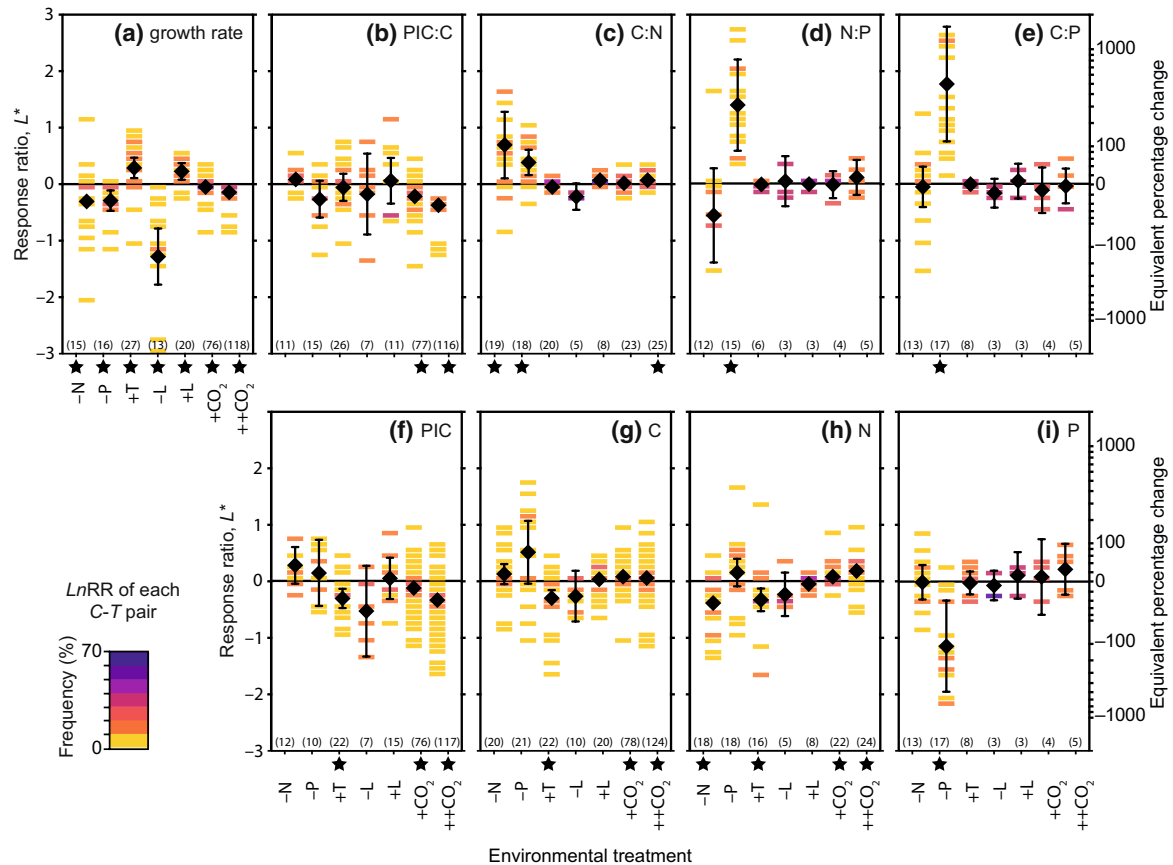 (a) growth rate
(b) PIC:C
(c) C:N
(d) N:P
(e) C:P
Response ratio, L*
3
2
1
0
−1
−2
−3
1000
100
0
−100
−1000
Equivalent percentage change
(15) (16) (27) (13) (20) (76) (118)
(11) (15) (26) (7) (11) (77) (116)
(19) (18) (20) (5) (8) (23) (25)
(12) (15) (6) (3) (3) (4) (5)
(13) (17) (8) (3) (3) (4) (5)
★ ★ ★ ★ ★ ★ ★
★ ★
★ ★ ★
★
★
−N −P +T −L +L +CO2 ++CO2
(f) PIC
(g) C
(h) N
(i) P
Response ratio, L*
2
1
0
−1
−2
−3
1000
100
0
−100
−1000
Equivalent percentage change
(12) (10) (22) (7) (15) (76) (117)
(20) (21) (22) (10) (20) (78) (124)
(18) (18) (16) (5) (8) (22) (24)
(13) (17) (8) (3) (3) (4) (5)
★ ★ ★
★ ★ ★
★ ★ ★ ★
★
−N −P +T −L +L +CO2 ++CO2
−N −P +T −L +L +CO2 ++CO2
−N −P +T −L +L +CO2 ++CO2
−N −P +T −L +L +CO2 ++CO2
Environmental treatment
LnRR of each
C-T pair
Frequency (%)
70
0